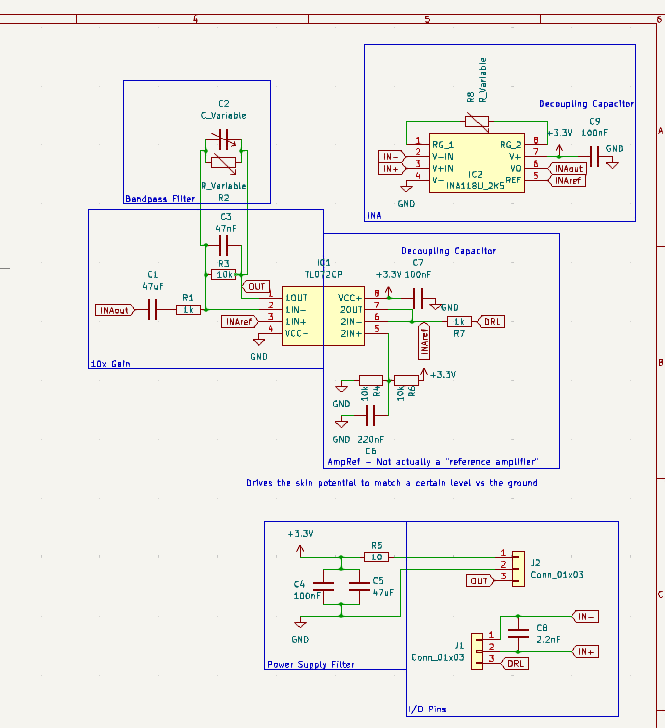 4
5
6
A
B
C
C2
C_Variable
R_Variable
R2
Bandpass Filter
R8
R_Variable
Decoupling Capacitor
C9
100nF
+3.3V
GND
RG_1
RG_2
V-IN
V+
V+IN
VO
V-
REF
1
2
3
4
8
7
6
5
IC2
INA118U_2K5
IN-
IN+
INAout
INAref
GND
INA
C3
47nF
R3
10k
OUT
C1
47uF
R1
1k
INAout
INAref
GND
10x Gain
IC1
TL072CP
1OUT
1IN-
1IN+
VCC-
VCC+
2OUT
2IN-
2IN+
1
2
3
4
8
7
6
5
Decoupling Capacitor
C7
+3.3V
100nF
GND
1k
R7
DRL
INAref
+3.3V
10k
R4
10k
R6
GND
GND
220nF
C6
AmpRef - Not actually a "reference amplifier"
Drives the skin potential to match a certain level vs the ground
+3.3V
R5
10
C4
100nF
C5
47uF
GND
Power Supply Filter
1
2
3
OUT
J2
Conn_01x03
J1
Conn_01x03
1
2
3
DRL
C8
2.2nF
IN-
IN+
I/O Pins